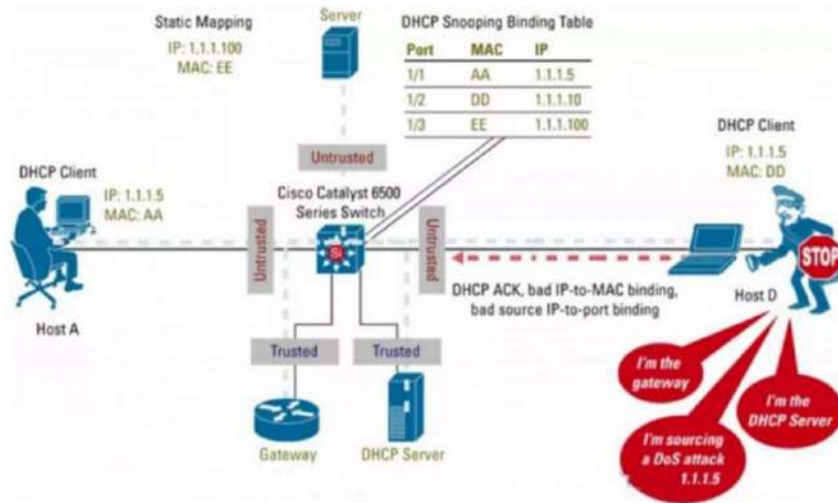 Static Mapping
IP: 1.1.1.100
MAC: EE
Server
DHCP Snooping Binding Table
Port MAC IP
1/1 AA 1.1.1.5
1/2 DD 1.1.1.10
1/3 EE 1.1.1.100
DHCP Client
IP: 1.1.1.5
MAC: DD
DHCP Client
IP: 1.1.1.5
MAC: AA
Untrusted
Cisco Catalyst 6500
Series Switch
Si
Untrusted
Untrusted
STOP
DHCP ACK, bad IP-to-MAC binding,
bad source IP-to-port binding
Host A
Host D
Trusted
Trusted
Gateway
DHCP Server
I'm the
gateway
I'm the
DHCP Server
I'm sourcing
a DoS attack
1.1.1.5